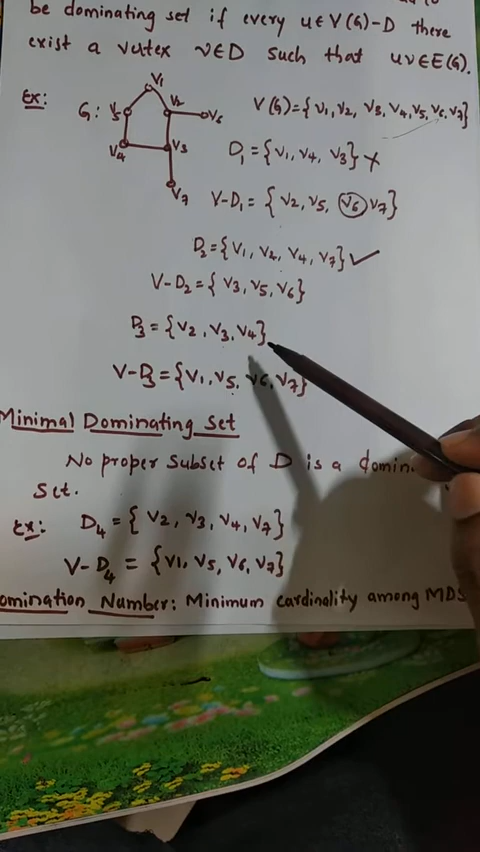 be dominating set if every u∈V(G)-D there
exist a vertex v∈D such that uv∈E(G).
Ex:
G:
V1
V2
V5
V6
V4
V3
V7
V(G)={V1,V2, V3,V4,V5,V6,V7}
D1={V1,V4,V3}✗
V-D1={V2,V5,V6 V7}
D2={V1,V2,V4,V7}✓
V-D2={V3,V5,V6}
D3={V2,V3,V4}
V-D3={V1,V5,V6,V7}
Minimal Dominating Set
No proper Subset of D is a domin
Set.
Ex: D4={V2,V3,V4,V7}
V-D4={V1,V5,V6,V7}
omination Number: Minimum cardinality among MDS